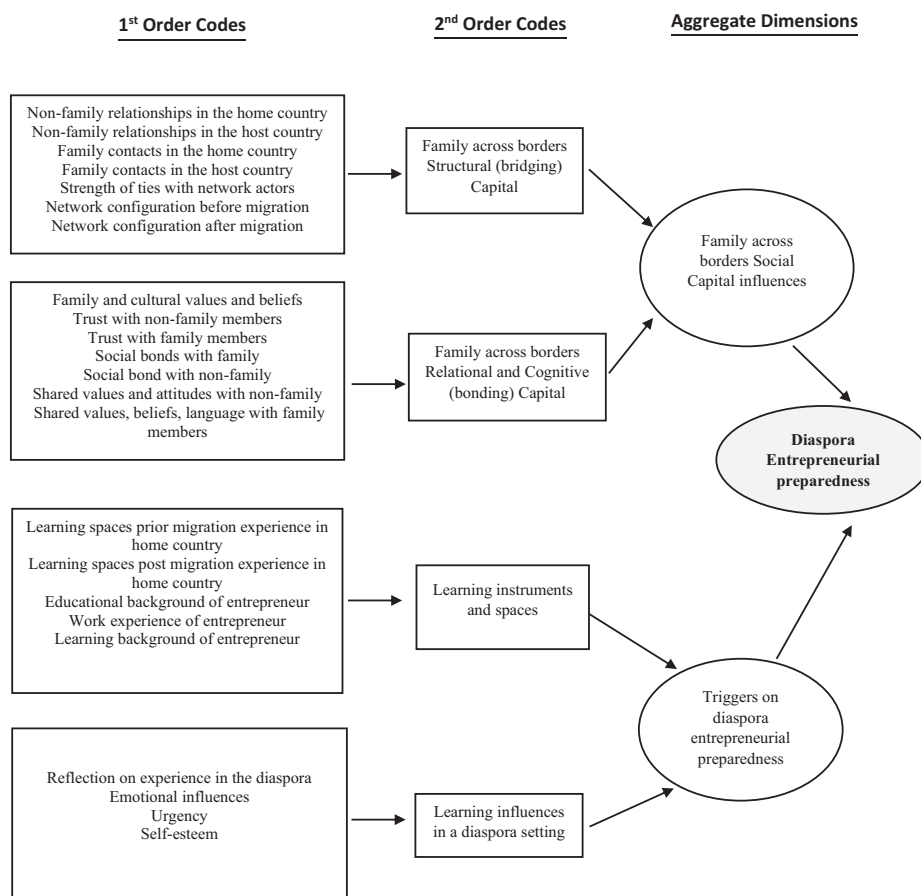 1st Order Codes
2nd Order Codes
Aggregate Dimensions
Non-family relationships in the home country
Non-family relationships in the host country
Family contacts in the home country
Family contacts in the host country
Strength of ties with network actors
Network configuration before migration
Network configuration after migration
Family across borders
Structural (bridging)
Capital
Family across
borders Social
Capital influences
Family and cultural values and beliefs
Trust with non-family members
Trust with family members
Social bonds with family
Social bond with non-family
Shared values and attitudes with non-family
Shared values, beliefs, language with family
members
Family across borders
Relational and Cognitive
(bonding) Capital
Diaspora
Entrepreneurial
preparedness
Learning spaces prior migration experience in
home country
Learning spaces post migration experience in
home country
Educational background of entrepreneur
Work experience of entrepreneur
Learning background of entrepreneur
Learning instruments
and spaces
Triggers on
diaspora
entrepreneurial
preparedness
Reflection on experience in the diaspora
Emotional influences
Urgency
Self-esteem
Learning influences
in a diaspora setting